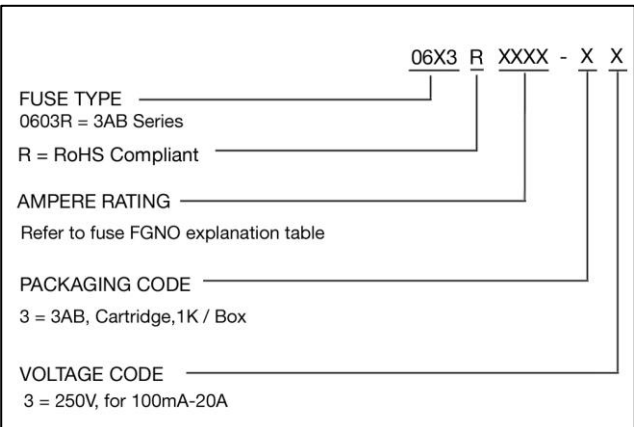 06X3 R XXXX - X X
FUSE TYPE
0603R = 3AB Series
R = RoHS Compliant
AMPERE RATING
Refer to fuse FGNO explanation table
PACKAGING CODE
3 = 3AB, Cartridge,1K / Box
VOLTAGE CODE
3 = 250V, for 100mA-20A